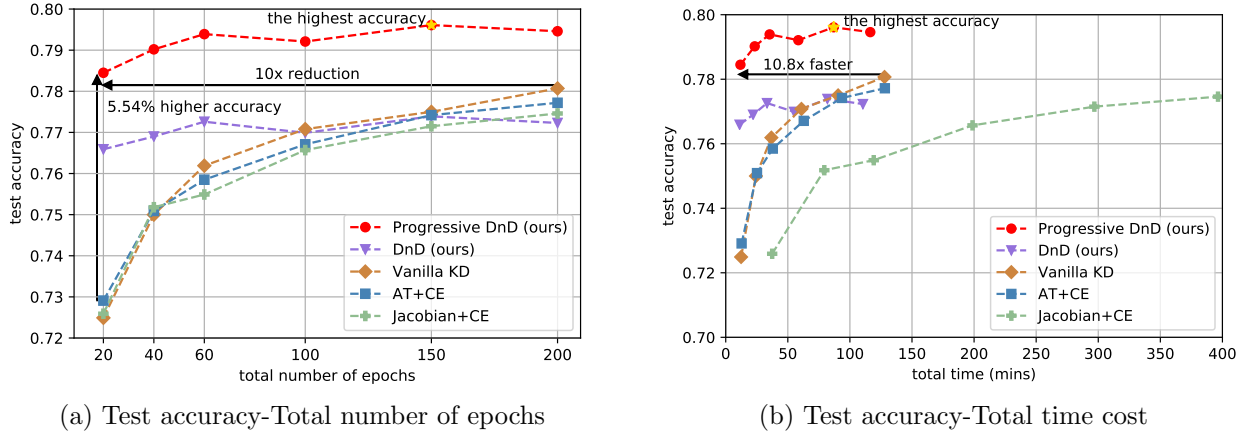 the highest accuracy
0.80
0.79
0.78
0.77
0.76
0.75
0.74
0.73
0.72
test accuracy
10x reduction
5.54% higher accuracy
Progressive DnD (ours)
DnD (ours)
Vanilla KD
AT+CE
Jacobian+CE
20 40 60 100 150 200
total number of epochs
(a) Test accuracy-Total number of epochs
the highest accuracy
0.80
0.78
0.76
0.74
0.72
0.70
test accuracy
10.8x faster
Progressive DnD (ours)
DnD (ours)
Vanilla KD
AT+CE
Jacobian+CE
0 50 100 150 200 250 300 350 400
total time (mins)
(b) Test accuracy-Total time cost